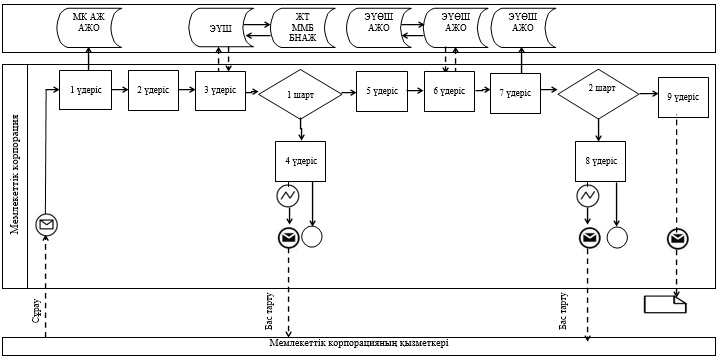 МК АЖ
АЖО
ЭҮШ
ЖТ
ММБ
БНАЖ
ЭҮӨШ
АЖО
ЭҮӨШ
АЖО
ЭҮӨШ
АЖО
Мемлекеттік корпорация
1 үдеріс
2 үдеріс
3 үдеріс
1 шарт
5 үдеріс
6 үдеріс
7 үдеріс
2 шарт
9 үдеріс
4 үдеріс
8 үдеріс
Сұрау
Бас тарту
Бас тарту
Мемлекеттік корпорацияның қызметкері